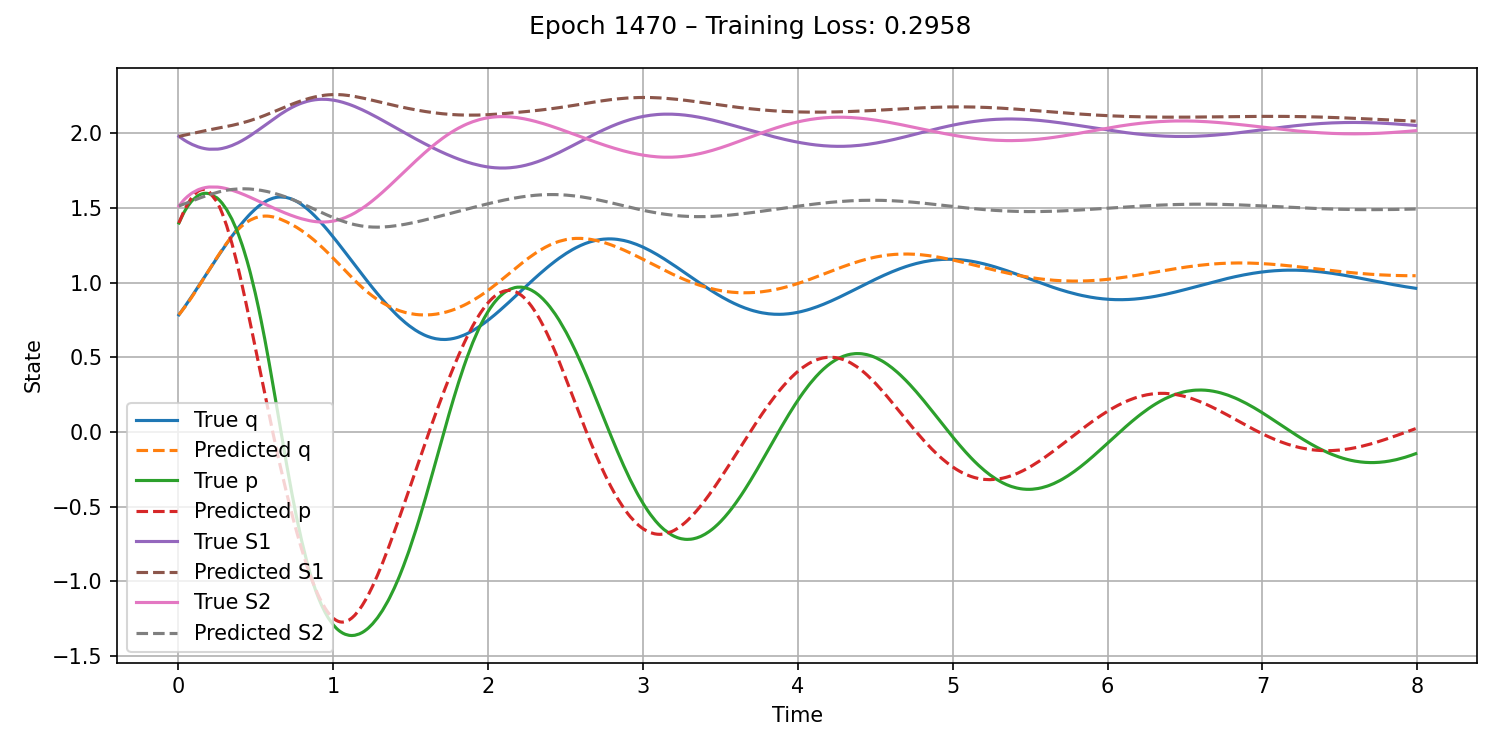 Epoch 1470 – Training Loss: 0.2958
State
2.0
1.5
1.0
0.5
0.0
−0.5
−1.0
−1.5
True q
Predicted q
True p
Predicted p
True S1
Predicted S1
True S2
Predicted S2
0 1 2 3 4 5 6 7 8
Time